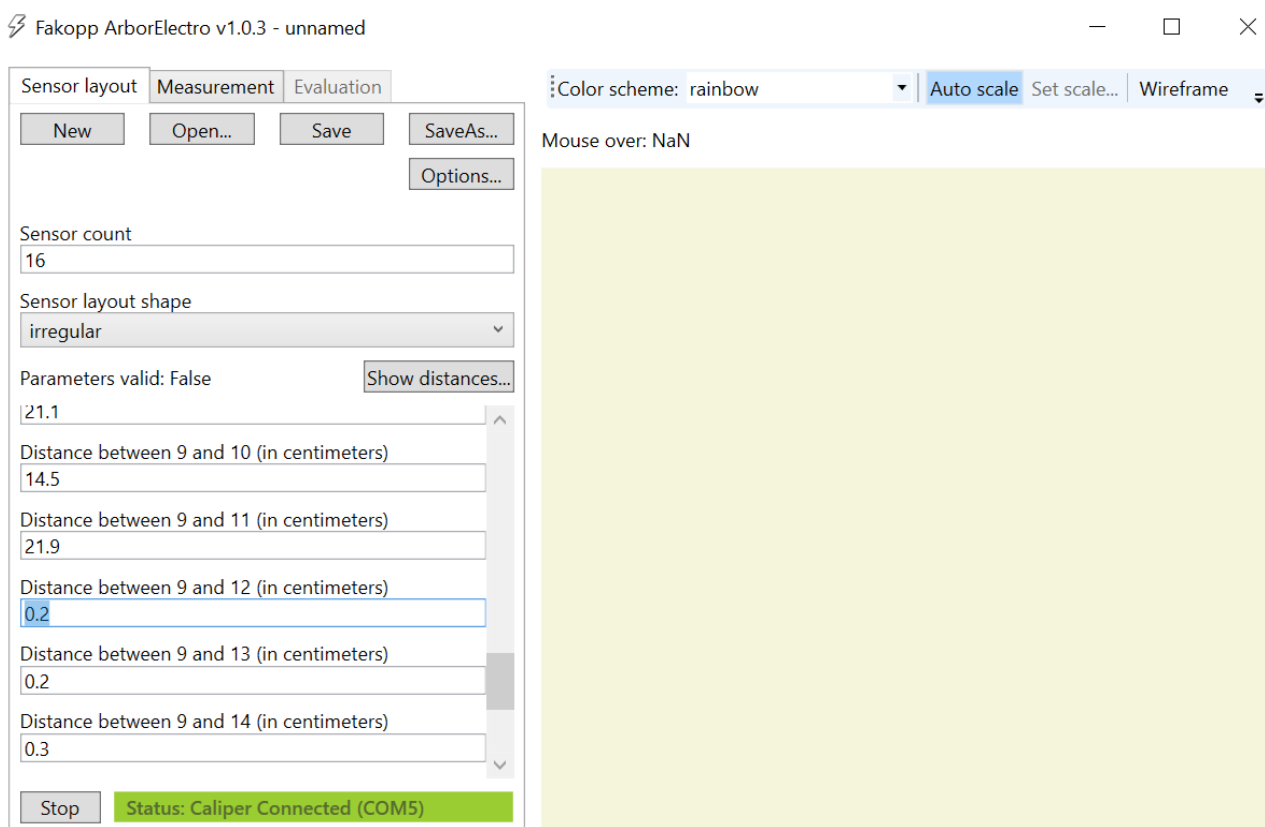 Fakopp ArborElectro v1.0.3 - unnamed
Sensor layout Measurement Evaluation
New Open... Save SaveAs...
Options...
Sensor count
16
Sensor layout shape
irregular
Parameters valid: False Show distances...
21.1
Distance between 9 and 10 (in centimeters)
14.5
Distance between 9 and 11 (in centimeters)
21.9
Distance between 9 and 12 (in centimeters)
0.2
Distance between 9 and 13 (in centimeters)
0.2
Distance between 9 and 14 (in centimeters)
0.3
Stop Status: Caliper Connected (COM5)
Color scheme: rainbow Auto scale Set scale... Wireframe
Mouse over: NaN